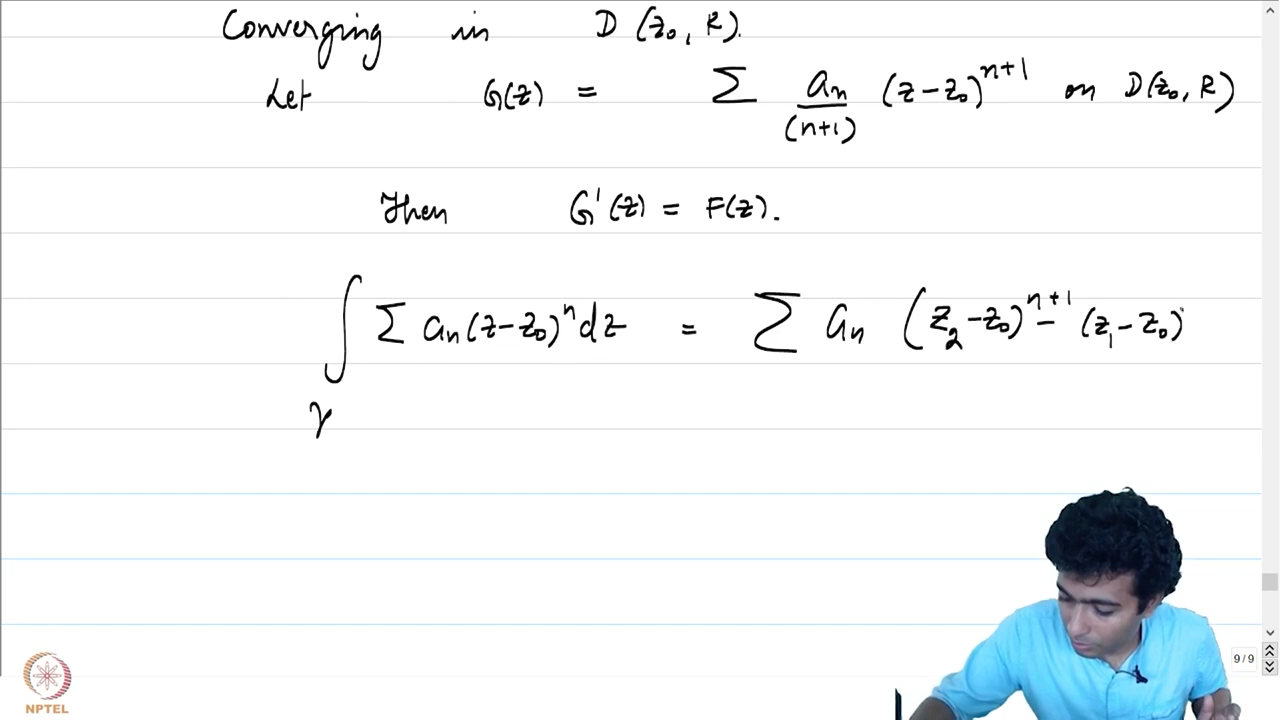 Converging in D (z₀, R).
Let G(z) = Σ aₙ/(n+1) (z-z₀)ⁿ⁺¹ on D(z₀, R)
Then G'(z) = F(z).
∫_γ Σ aₙ(z-z₀)ⁿdz = Σ aₙ (z₂-z₀)ⁿ⁺¹ - (z₁-z₀)
9/9
NPTEL